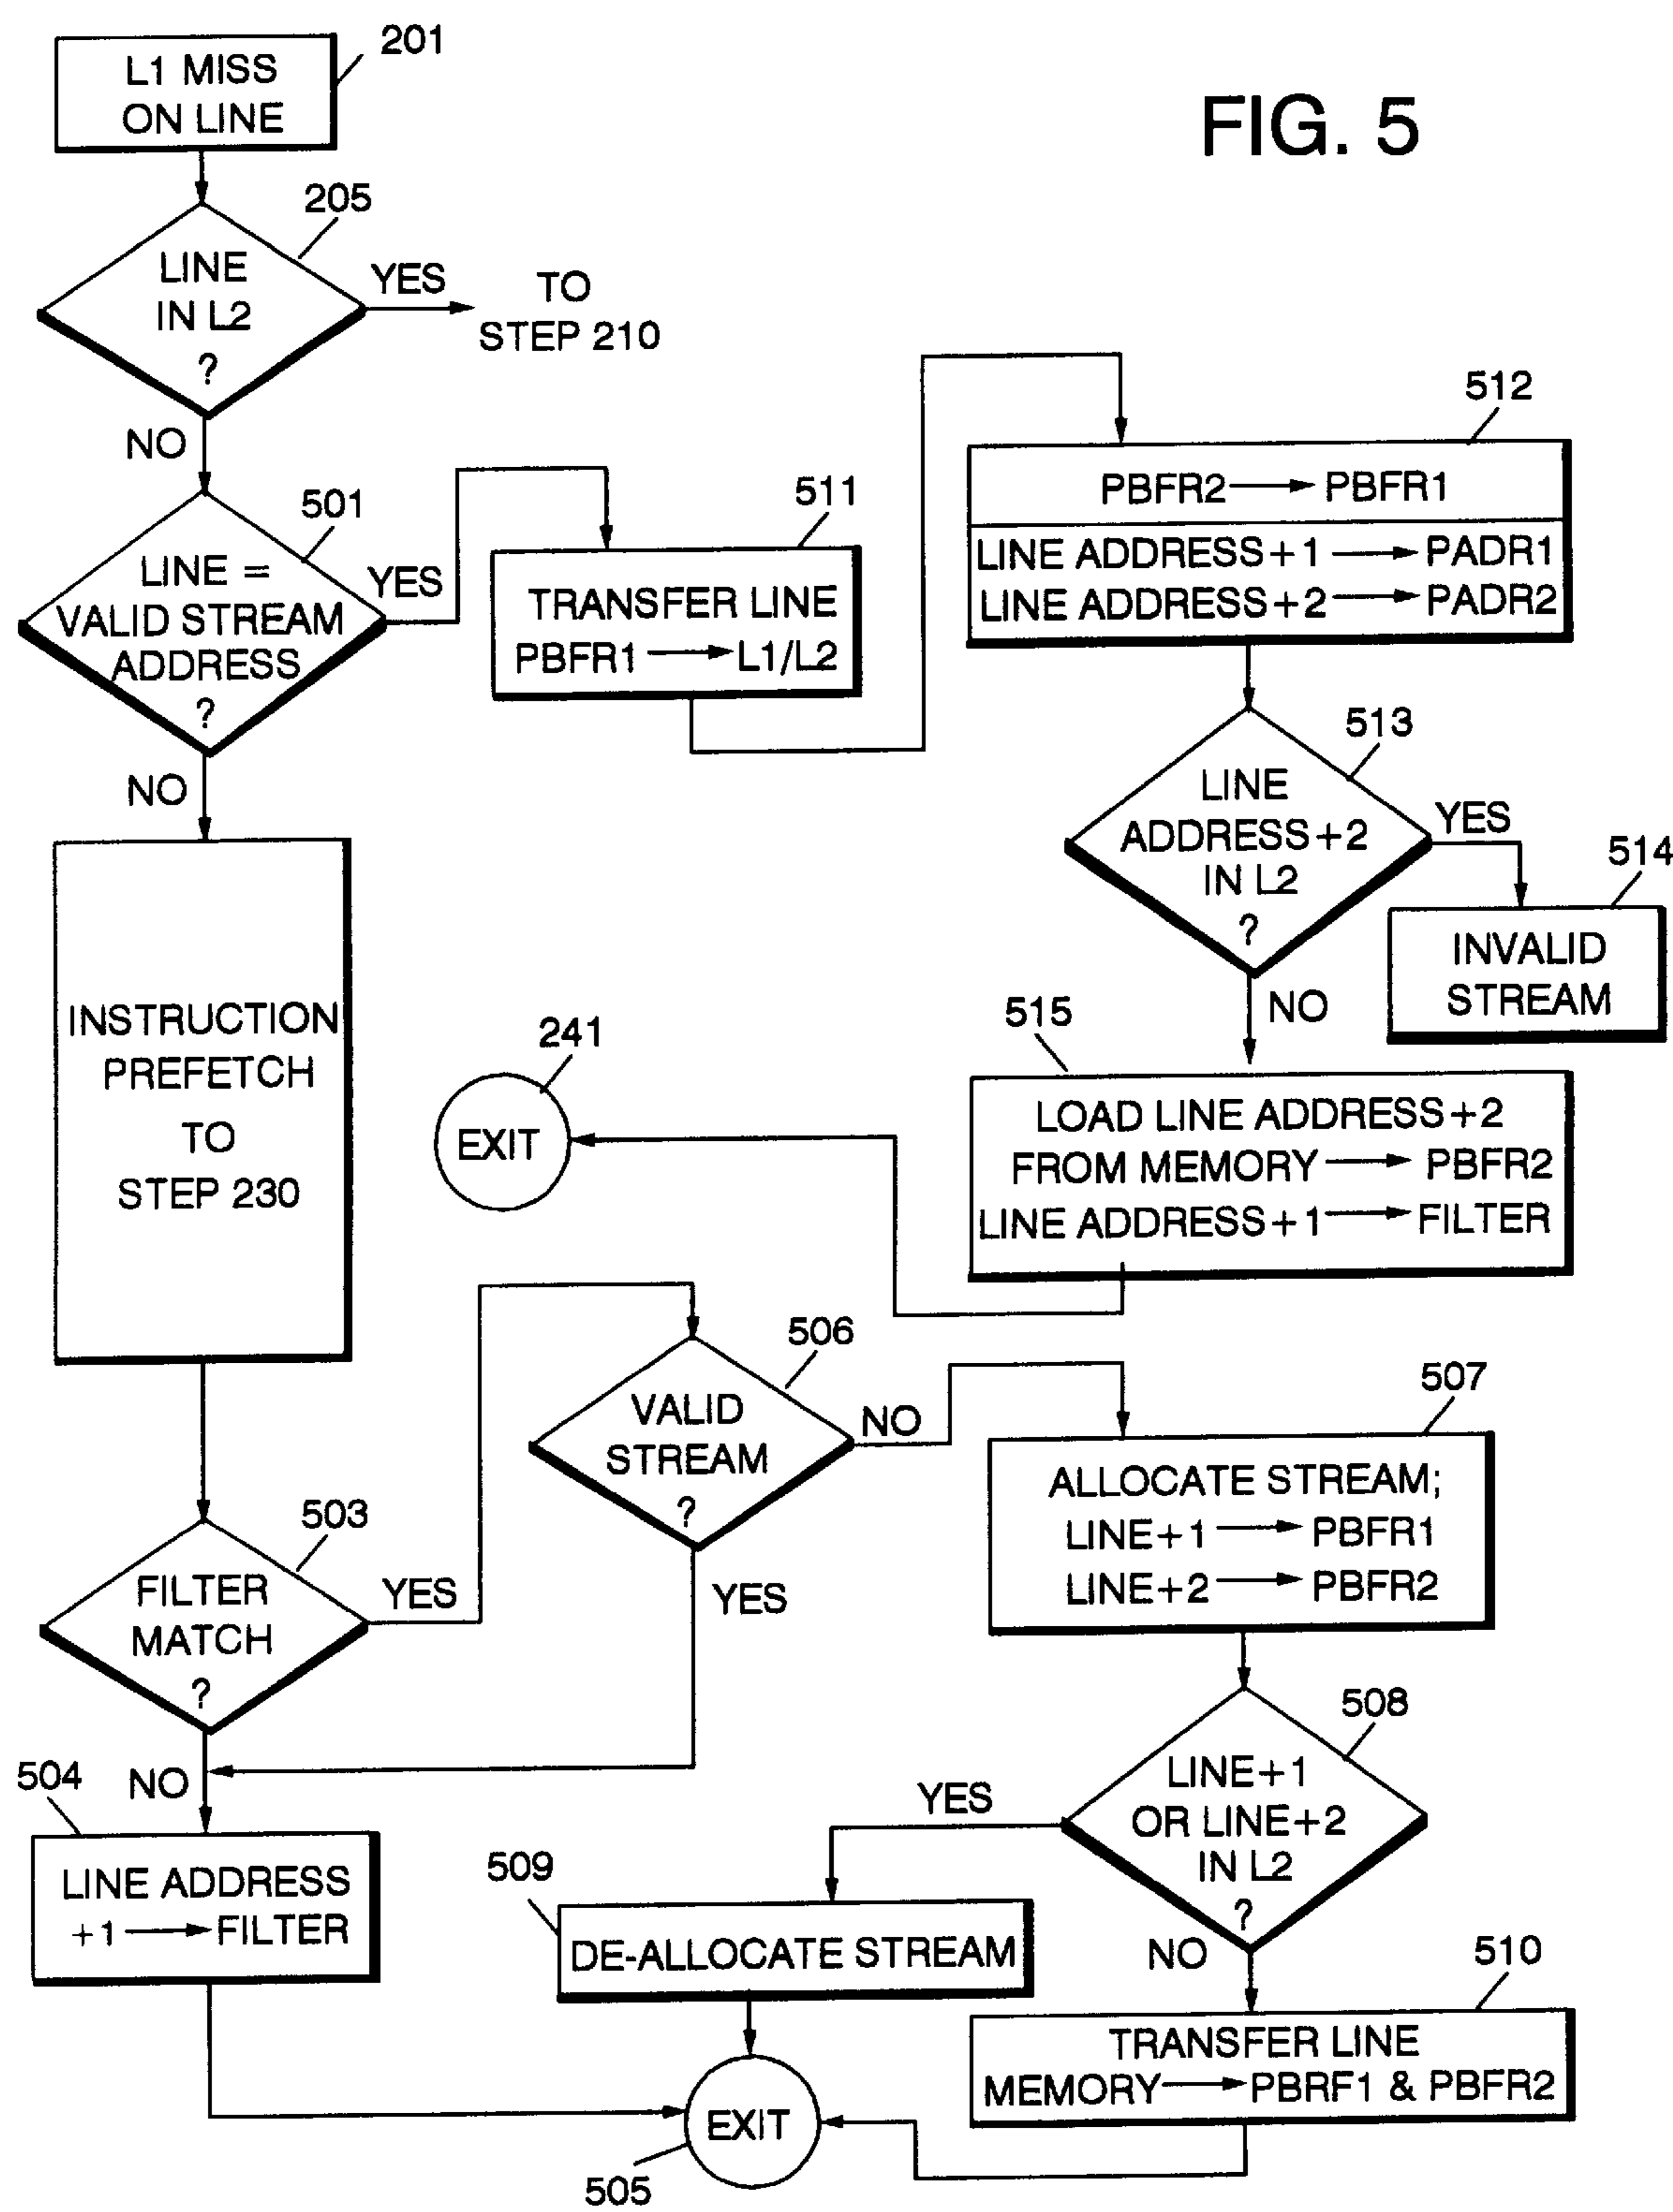 FIG. 5
201
L1 MISS
ON LINE
205
LINE
IN L2
?
YES
TO
STEP 210
NO
501
LINE =
VALID STREAM
ADDRESS
?
YES
NO
511
TRANSFER LINE
PBFR1 → L1/L2
512
PBFR2 → PBFR1
LINE ADDRESS+1 → PADR1
LINE ADDRESS+2 → PADR2
513
LINE
ADDRESS+2
IN L2
?
YES
NO
514
INVALID
STREAM
515
LOAD LINE ADDRESS+2
FROM MEMORY → PBFR2
LINE ADDRESS+1 → FILTER
241
EXIT
INSTRUCTION
PREFETCH
TO
STEP 230
503
FILTER
MATCH
?
YES
NO
506
VALID
STREAM
?
NO
YES
507
ALLOCATE STREAM;
LINE+1 → PBFR1
LINE+2 → PBFR2
508
LINE+1
OR LINE+2
IN L2
?
YES
NO
504
LINE ADDRESS
+1 → FILTER
509
DE-ALLOCATE STREAM
510
TRANSFER LINE
MEMORY → PBRF1 & PBFR2
EXIT
505